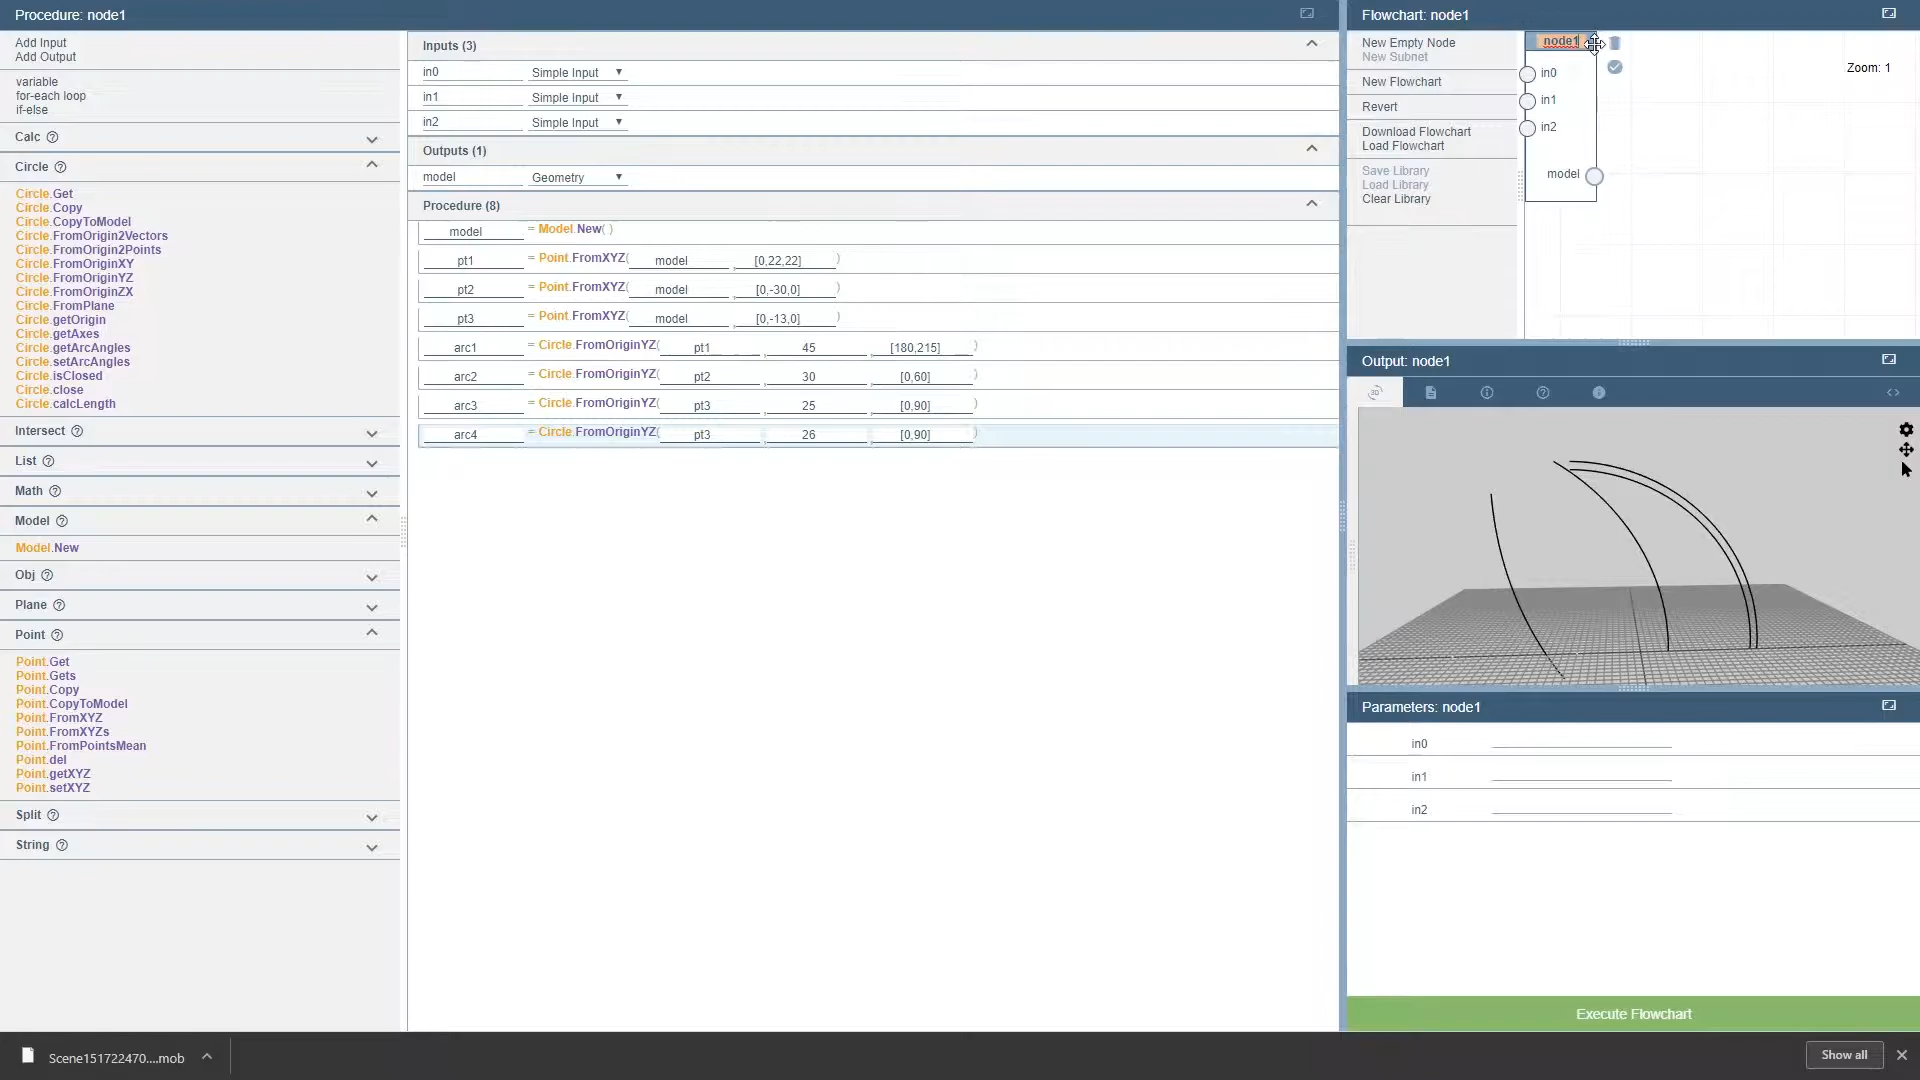 Procedure: node1
Add Input
Add Output
variable
for-each loop
if-else
Calc
Circle
Circle.Get
Circle.Copy
Circle.CopyToModel
Circle.FromOrigin2Vectors
Circle.FromOrigin2Points
Circle.FromOriginXY
Circle.FromOriginYZ
Circle.FromOriginZX
Circle.FromPlane
Circle.getOrigin
Circle.getAxes
Circle.getArcAngles
Circle.setArcAngles
Circle.isClosed
Circle.close
Circle.calcLength
Intersect
List
Math
Model
Model.New
Obj
Plane
Point
Point.Get
Point.Gets
Point.Copy
Point.CopyToModel
Point.FromXYZ
Point.FromXYZs
Point.FromPointsMean
Point.del
Point.getXYZ
Point.setXYZ
Split
String
Inputs (3)
in0 Simple Input
in1 Simple Input
in2 Simple Input
Outputs (1)
model Geometry
Procedure (8)
model = Model.New( )
pt1 = Point.FromXYZ( model , [0,22,22] )
pt2 = Point.FromXYZ( model , [0,-30,0] )
pt3 = Point.FromXYZ( model , [0,-13,0] )
arc1 = Circle.FromOriginYZ( pt1 , 45 , [180,215] )
arc2 = Circle.FromOriginYZ( pt2 , 30 , [0,60] )
arc3 = Circle.FromOriginYZ( pt3 , 25 , [0,90] )
arc4 = Circle.FromOriginYZ( pt3 , 26 , [0,90] )
Flowchart: node1
New Empty Node
New Subnet
New Flowchart
Revert
Download Flowchart
Load Flowchart
Save Library
Load Library
Clear Library
node1
in0
in1
in2
model
Zoom: 1
Output: node1
3D
Parameters: node1
in0
in1
in2
Execute Flowchart
Scene151722470....mob
Show all